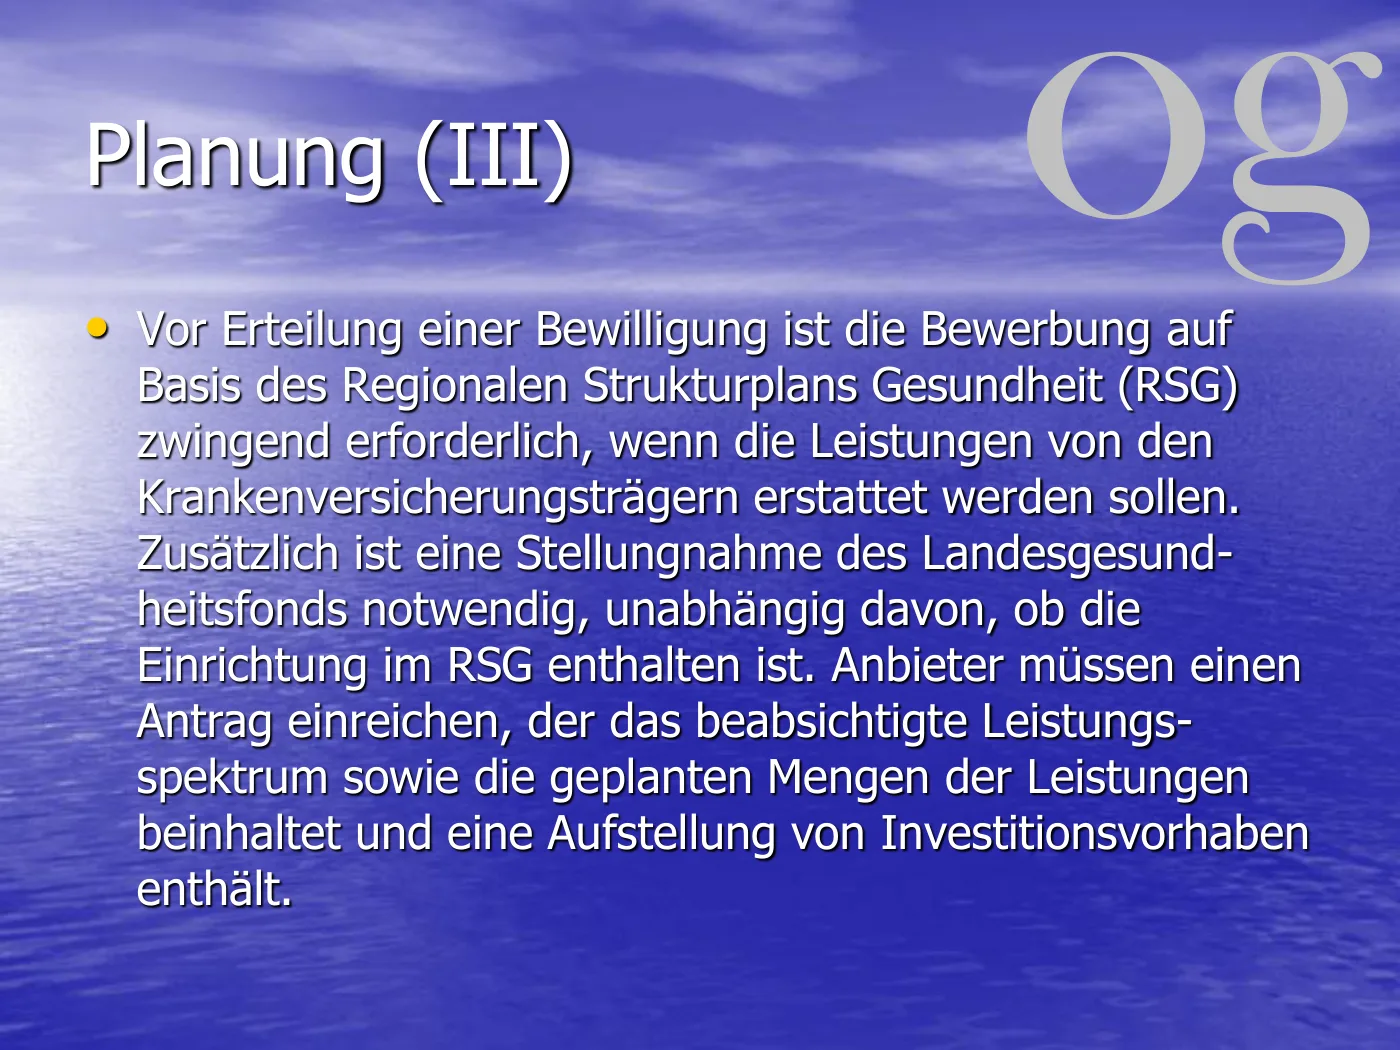 og
Planung (III)
• Vor Erteilung einer Bewilligung ist die Bewerbung auf
Basis des Regionalen Strukturplans Gesundheit (RSG)
zwingend erforderlich, wenn die Leistungen von den
Krankenversicherungsträgern erstattet werden sollen.
Zusätzlich ist eine Stellungnahme des Landesgesund-
heitsfonds notwendig, unabhängig davon, ob die
Einrichtung im RSG enthalten ist. Anbieter müssen einen
Antrag einreichen, der das beabsichtigte Leistungs-
spektrum sowie die geplanten Mengen der Leistungen
beinhaltet und eine Aufstellung von Investitionsvorhaben
enthält.